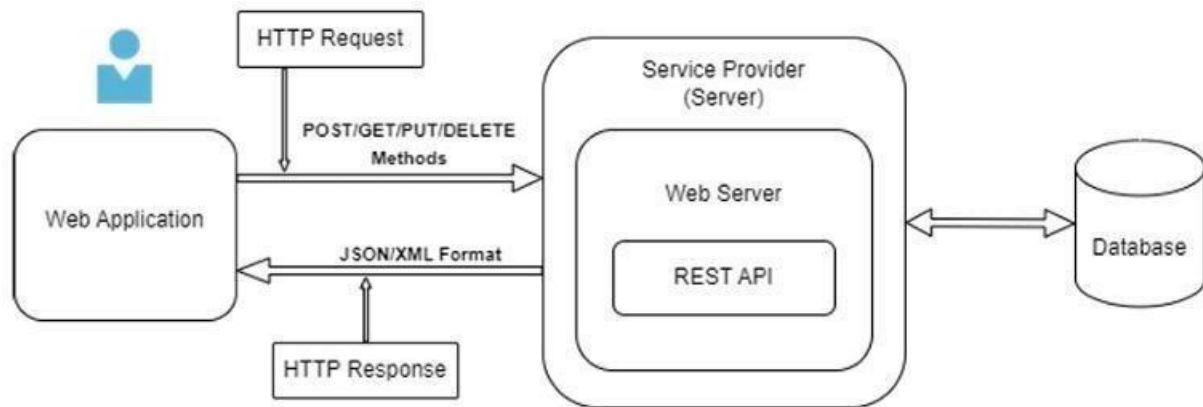 HTTP Request
POST/GET/PUT/DELETE
Methods
Web Application
JSON/XML Format
HTTP Response
Service Provider
(Server)
Web Server
REST API
Database